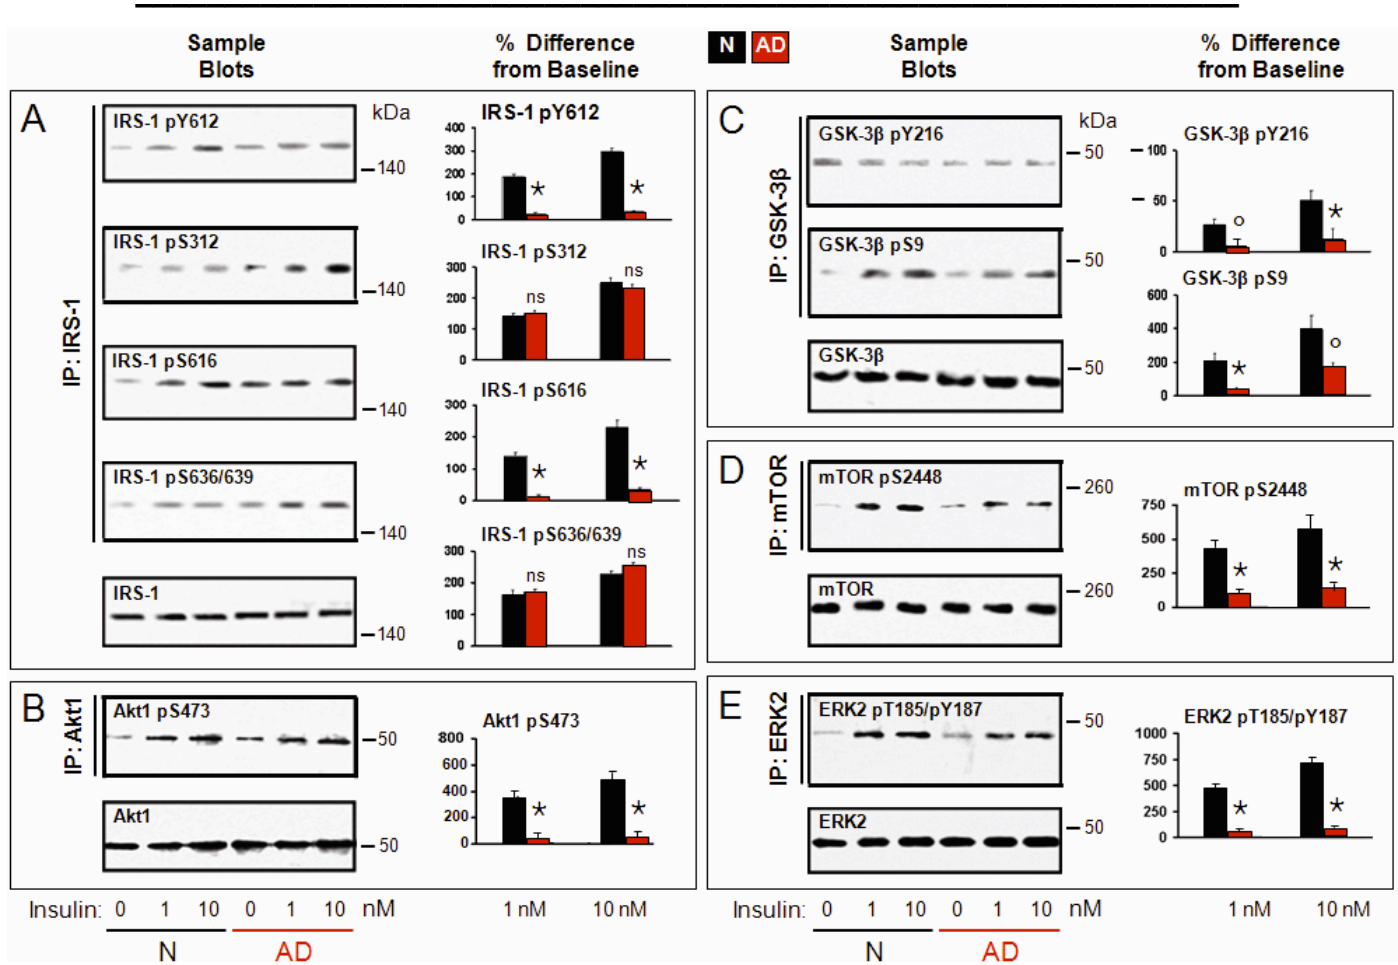 Sample Blots
% Difference from Baseline
N AD
Sample Blots
% Difference from Baseline
A
IP: IRS-1
kDa
IRS-1 pY612
–140
IRS-1 pS312
–140
IRS-1 pS616
–140
IRS-1 pS636/639
–140
IRS-1
–140
IRS-1 pY612
400
300
200
100
0
* *
IRS-1 pS312
300
200
100
0
ns ns
IRS-1 pS616
300
200
100
0
* *
IRS-1 pS636/639
300
200
100
0
ns ns
B
IP: Akt1
Akt1 pS473
–50
Akt1
–50
Akt1 pS473
800
600
400
200
0
* *
Insulin: 0 1 10 0 1 10 nM
N AD
1 nM 10 nM
C
IP: GSK-3β
kDa
GSK-3β pY216
– 50
GSK-3β pS9
– 50
GSK-3β
– 50
GSK-3β pY216
– 100
– 50
0
o *
GSK-3β pS9
600
400
200
0
* o
D
IP: mTOR
mTOR pS2448
– 260
mTOR
– 260
mTOR pS2448
750
500
250
0
* *
E
IP: ERK2
ERK2 pT185/pY187
– 50
ERK2
– 50
ERK2 pT185/pY187
1000
750
500
250
0
* *
Insulin: 0 1 10 0 1 10 nM
N AD
1 nM 10 nM